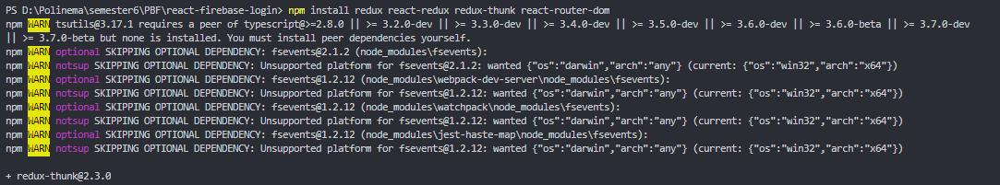 PS D:\Polinema\semester6\PBF\react-firebase-login> npm install redux react-redux redux-thunk react-router-dom
npm WARN tsutils@3.17.1 requires a peer of typescript@>=2.8.0 || >= 3.2.0-dev || >= 3.3.0-dev || >= 3.4.0-dev || >= 3.5.0-dev || >= 3.6.0-dev || >= 3.6.0-beta || >= 3.7.0-dev
|| >= 3.7.0-beta but none is installed. You must install peer dependencies yourself.
npm WARN optional SKIPPING OPTIONAL DEPENDENCY: fsevents@2.1.2 (node_modules\fsevents):
npm WARN notsup SKIPPING OPTIONAL DEPENDENCY: Unsupported platform for fsevents@2.1.2: wanted {"os":"darwin","arch":"any"} (current: {"os":"win32","arch":"x64"})
npm WARN optional SKIPPING OPTIONAL DEPENDENCY: fsevents@1.2.12 (node_modules\webpack-dev-server\node_modules\fsevents):
npm WARN notsup SKIPPING OPTIONAL DEPENDENCY: Unsupported platform for fsevents@1.2.12: wanted {"os":"darwin","arch":"any"} (current: {"os":"win32","arch":"x64"})
npm WARN optional SKIPPING OPTIONAL DEPENDENCY: fsevents@1.2.12 (node_modules\watchpack\node_modules\fsevents):
npm WARN notsup SKIPPING OPTIONAL DEPENDENCY: Unsupported platform for fsevents@1.2.12: wanted {"os":"darwin","arch":"any"} (current: {"os":"win32","arch":"x64"})
npm WARN optional SKIPPING OPTIONAL DEPENDENCY: fsevents@1.2.12 (node_modules\jest-haste-map\node_modules\fsevents):
npm WARN notsup SKIPPING OPTIONAL DEPENDENCY: Unsupported platform for fsevents@1.2.12: wanted {"os":"darwin","arch":"any"} (current: {"os":"win32","arch":"x64"})
+ redux-thunk@2.3.0